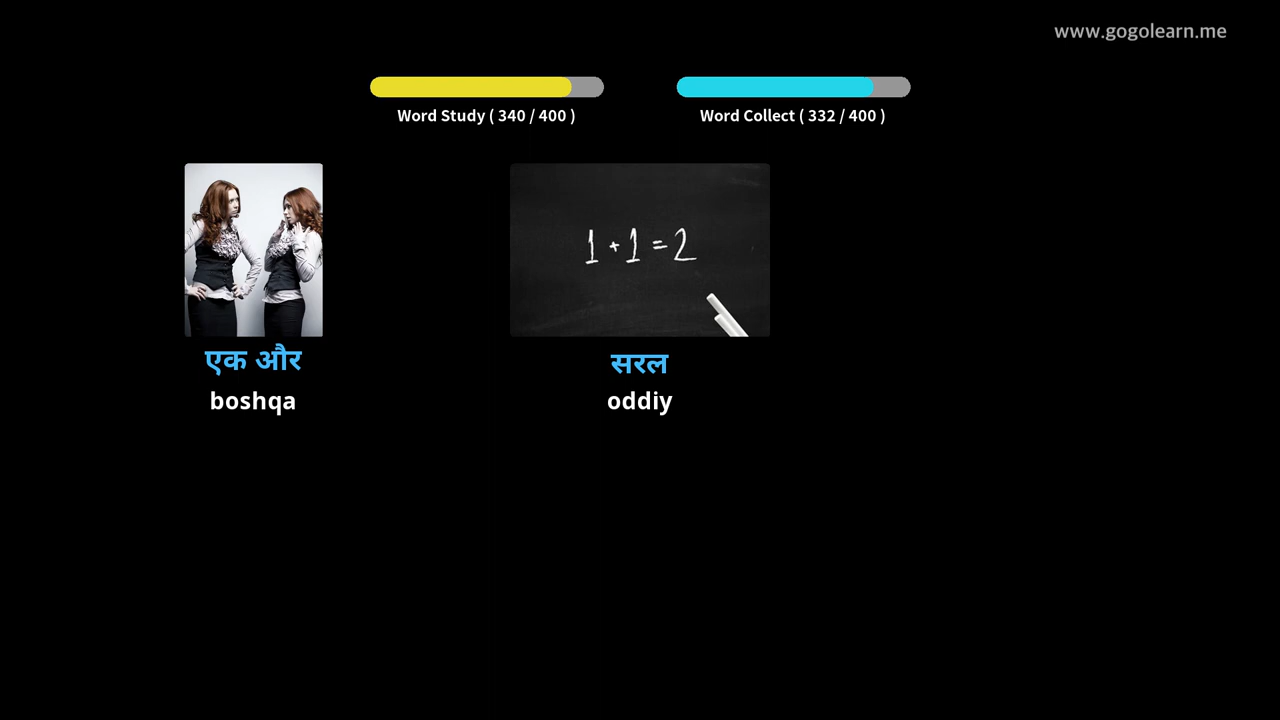 www.gogolearn.me
Word Study ( 340 / 400 )
Word Collect ( 332 / 400 )
1 + 1 = 2
एक और
boshqa
सरल
oddiy